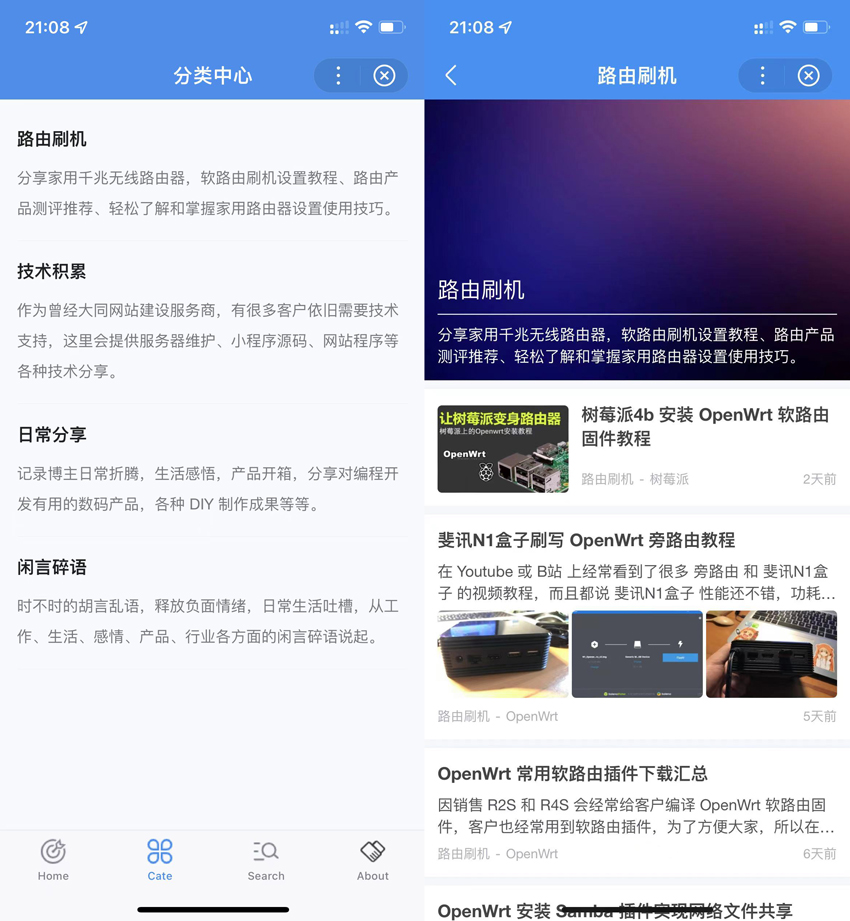 21:08
分类中心
路由刷机
分享家用千兆无线路由器，软路由刷机设置教程、路由产
品测评推荐、轻松了解和掌握家用路由器设置使用技巧。
技术积累
作为曾经大同网站建设服务商，有很多客户依旧需要技术
支持，这里会提供服务器维护、小程序源码、网站程序等
各种技术分享。
日常分享
记录博主日常折腾，生活感悟，产品开箱，分享对编程开
发有用的数码产品，各种 DIY 制作成果等等。
闲言碎语
时不时的胡言乱语，释放负面情绪，日常生活吐槽，从工
作、生活、感情、产品、行业各方面的闲言碎语说起。
Home
Cate
Search
About
21:08
路由刷机
路由刷机
分享家用千兆无线路由器，软路由刷机设置教程、路由产品
测评推荐、轻松了解和掌握家用路由器设置使用技巧。
让树莓派变身路由器
树莓派上的Openwrt安装教程
OpenWrt
树莓派4b 安装 OpenWrt 软路由
固件教程
路由刷机 - 树莓派
2天前
斐讯N1盒子刷写 OpenWrt 旁路由教程
在 Youtube 或 B站 上经常看到了很多 旁路由 和 斐讯N1盒
子 的视频教程，而且都说 斐讯N1盒子 性能还不错，功耗...
路由刷机 - OpenWrt
5天前
OpenWrt 常用软路由插件下载汇总
因销售 R2S 和 R4S 会经常给客户编译 OpenWrt 软路由固
件，客户也经常用到软路由插件，为了方便大家，所以在...
路由刷机 - OpenWrt
6天前
OpenWrt 安装 Samba 插件实现网络文件共享